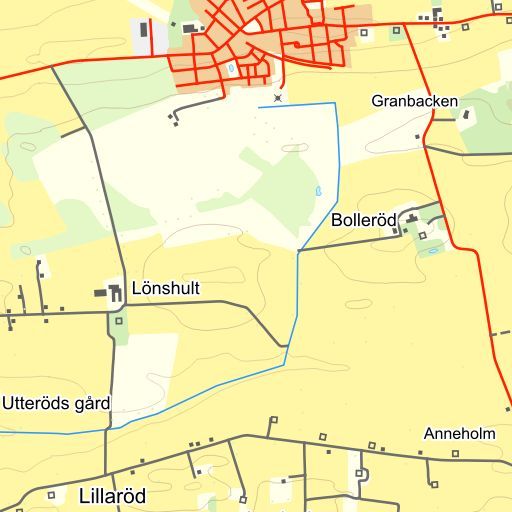 Granbacken
Bolleröd
Lönshult
Utteröds gård
Anneholm
Lillaröd